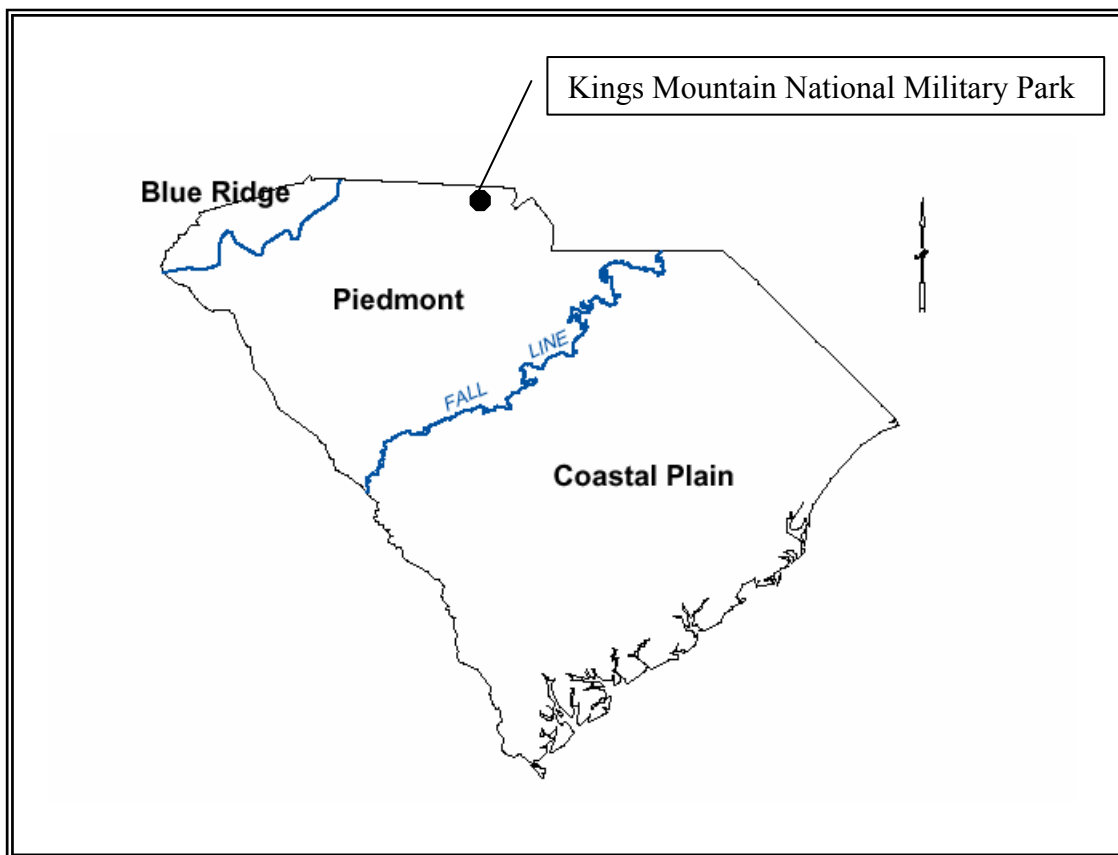 Kings Mountain National Military Park
Blue Ridge
Piedmont
FALL LINE
Coastal Plain